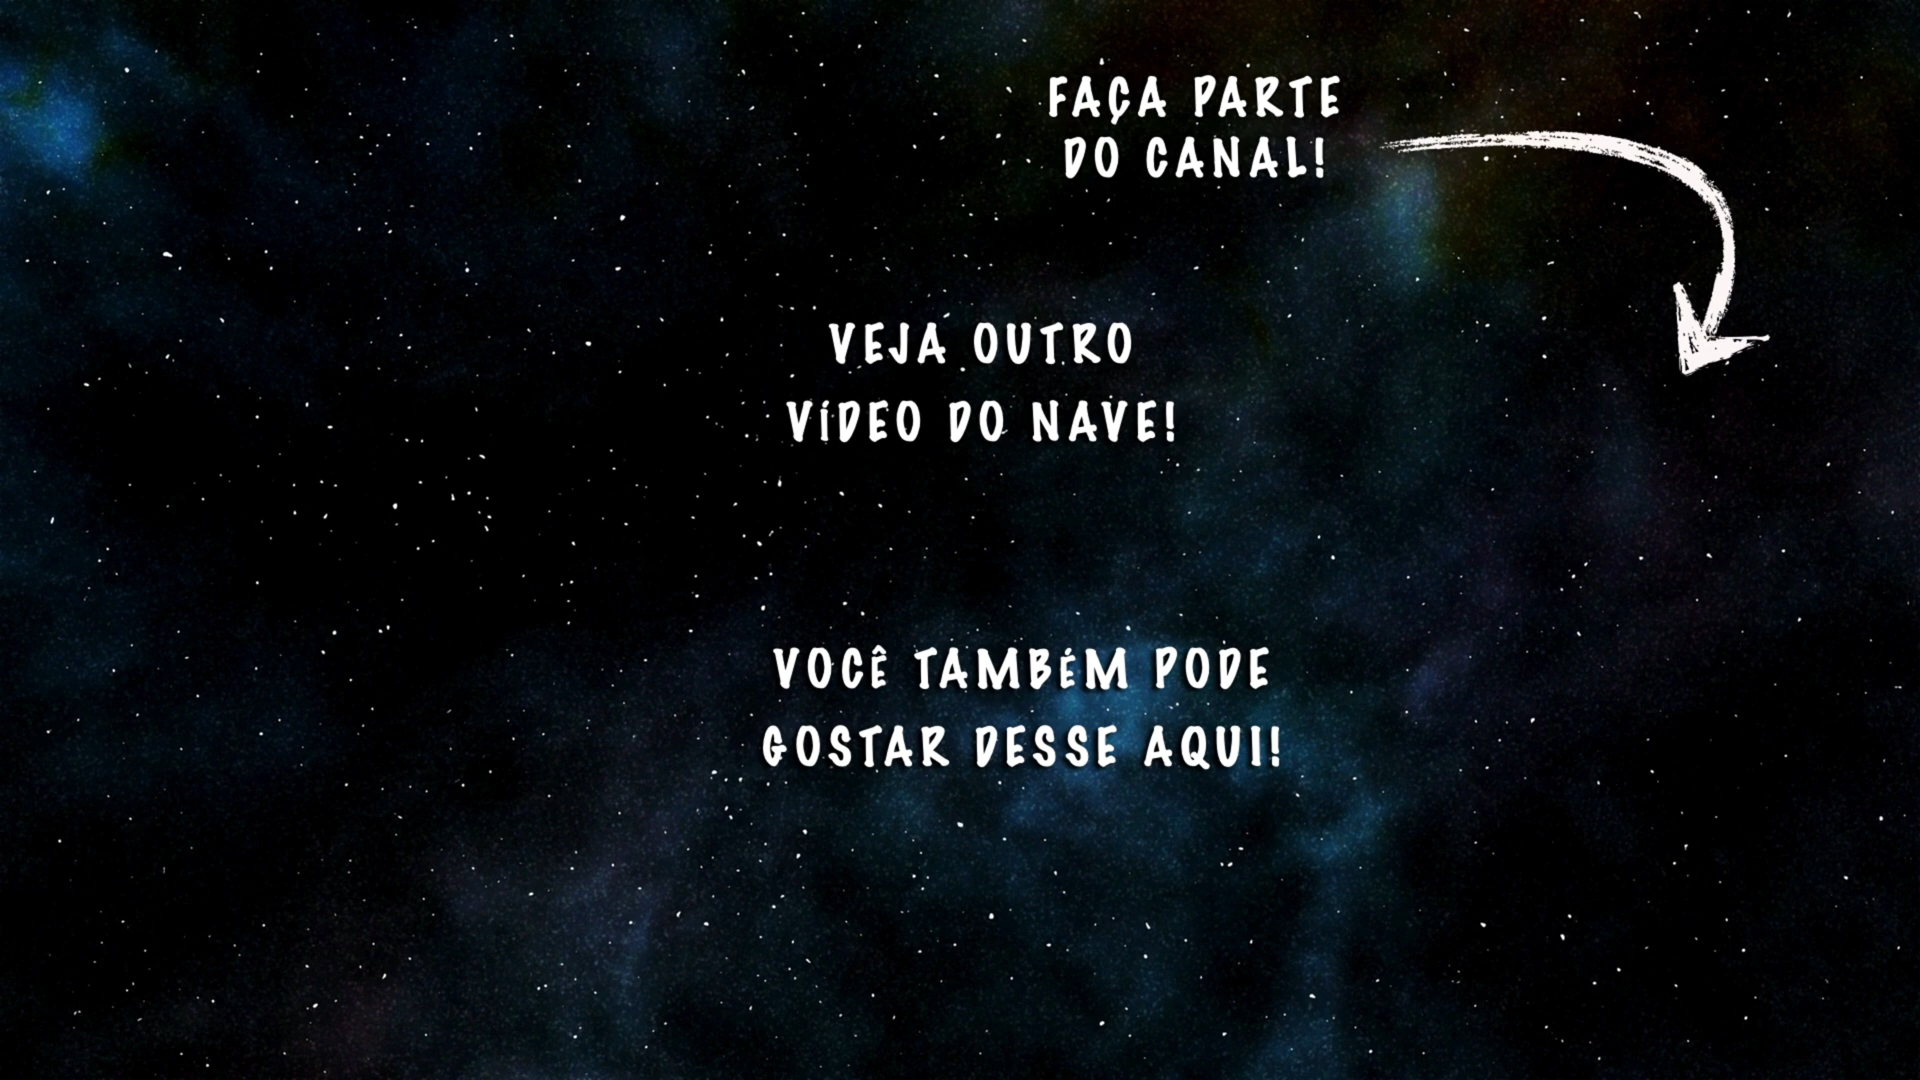 FAÇA PARTE
DO CANAL!
VEJA OUTRO
VÍDEO DO NAVE!
VOCÊ TAMBÉM PODE
GOSTAR DESSE AQUI!